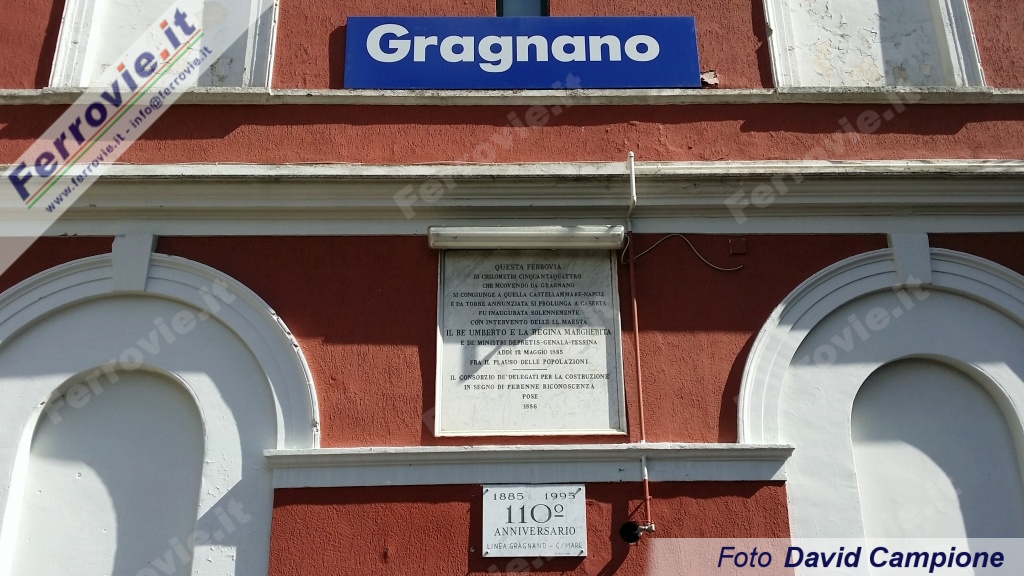 Gragnano
Ferrovie.it
www.ferrovie.it - info@ferrovie.it
QUESTA FERROVIA
DI CHILOMETRI CINQUANTAQUATTRO
CHE MUOVENDO DA GRAGNANO
SI CONGIUNGE A QUELLA CASTELLAMMARE-NAPOLI
E DA TORRE ANNUNZIATA SI PROLUNGA A CASERTA
FU INAUGURATA SOLENNEMENTE
CON INTERVENTO DELLE LL. MAESTÀ
IL RE UMBERTO E LA REGINA MARGHERITA
E DE' MINISTRI DEPRETIS-GENALA-PESSINA
ADDÌ 12 MAGGIO 1885
FRA IL PLAUSO DELLE POPOLAZIONI
IL CONSORZIO DE' DELEGATI PER LA COSTRUZIONE
IN SEGNO DI PERENNE RICONOSCENZA
POSE
1886
1885 1995
110º
ANNIVERSARIO
LINEA GRAGNANO - C/MARE
Foto David Campione